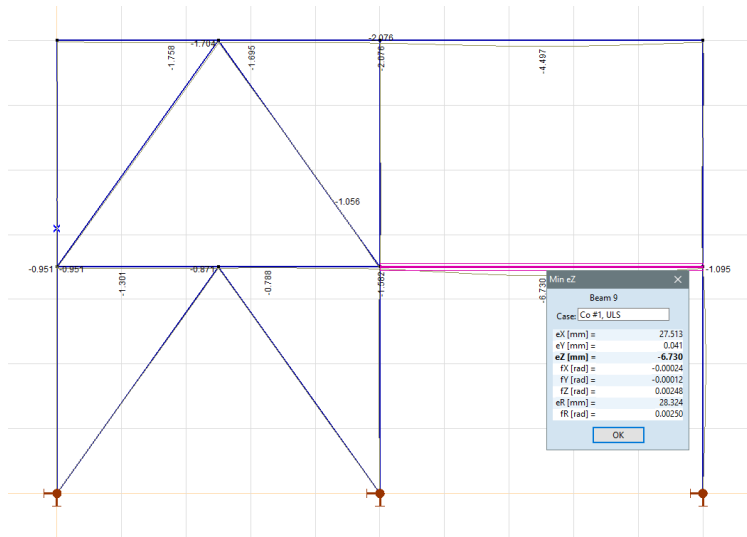 -2.076
-1.704
-1.758
-1.695
-2.076
-4.497
-1.056
-0.951
-0.951
-0.871
-1.301
-0.788
-1.582
-6.730
-1.095
Min eZ
Beam 9
Case: Co #1, ULS
eX [mm] = 27.513
eY [mm] = 0.041
eZ [mm] = -6.730
fX [rad] = -0.00024
fY [rad] = -0.00012
fZ [rad] = 0.00248
eR [mm] = 28.324
fR [rad] = 0.00250
OK